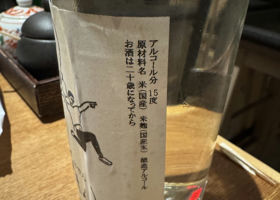 アルコール分 15度
原材料名 米(国産) 米麹(国産米) 醸造アルコール
お酒は二十歳になってから